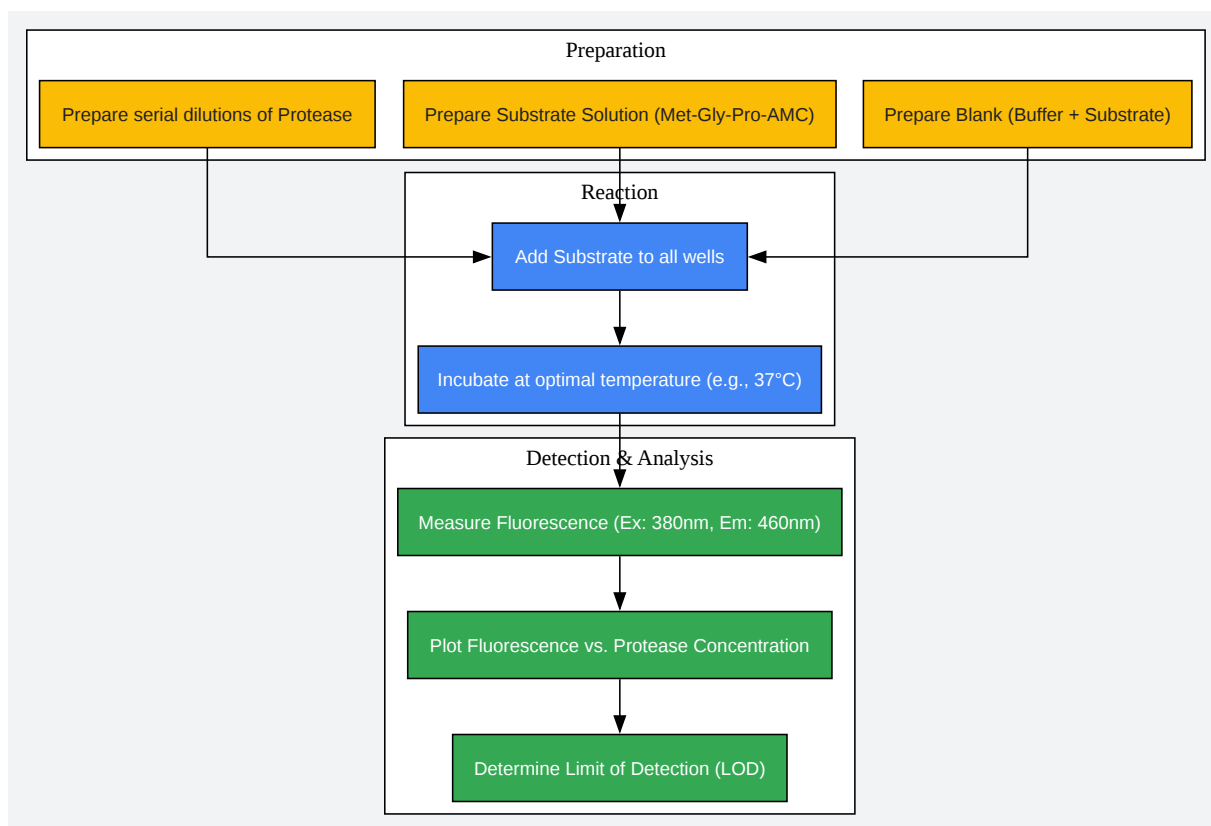 Preparation
Prepare serial dilutions of Protease
Prepare Substrate Solution (Met-Gly-Pro-AMC)
Prepare Blank (Buffer + Substrate)
Reaction
Add Substrate to all wells
Incubate at optimal temperature (e.g., 37°C)
Detection & Analysis
Measure Fluorescence (Ex: 380nm, Em: 460nm)
Plot Fluorescence vs. Protease Concentration
Determine Limit of Detection (LOD)